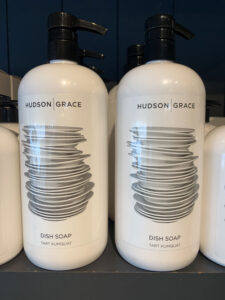 HUDSON | GRACE
DISH SOAP
TART KUMQUAT
HUDSON | GRACE
DISH SOAP
TART KUMQUAT